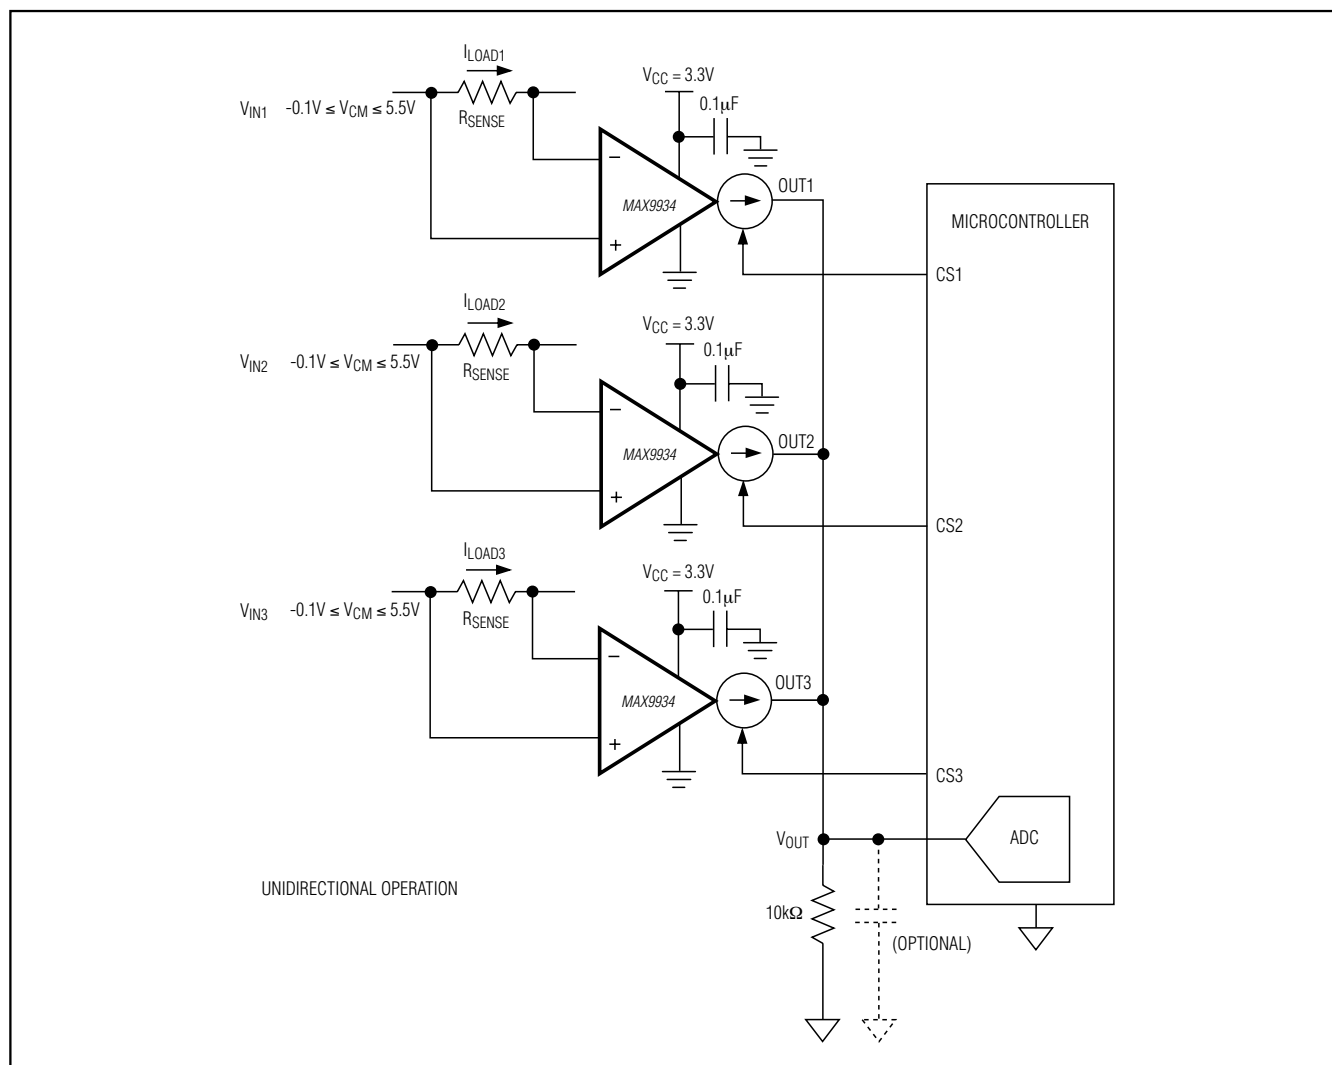 I_LOAD1
V_CC = 3.3V
0.1µF
V_IN1 -0.1V ≤ V_CM ≤ 5.5V
R_SENSE
−
MAX9934
+
OUT1
MICROCONTROLLER
CS1
I_LOAD2
V_CC = 3.3V
0.1µF
V_IN2 -0.1V ≤ V_CM ≤ 5.5V
R_SENSE
−
MAX9934
+
OUT2
CS2
I_LOAD3
V_CC = 3.3V
0.1µF
V_IN3 -0.1V ≤ V_CM ≤ 5.5V
R_SENSE
−
MAX9934
+
OUT3
CS3
V_OUT
ADC
UNIDIRECTIONAL OPERATION
10kΩ
(OPTIONAL)